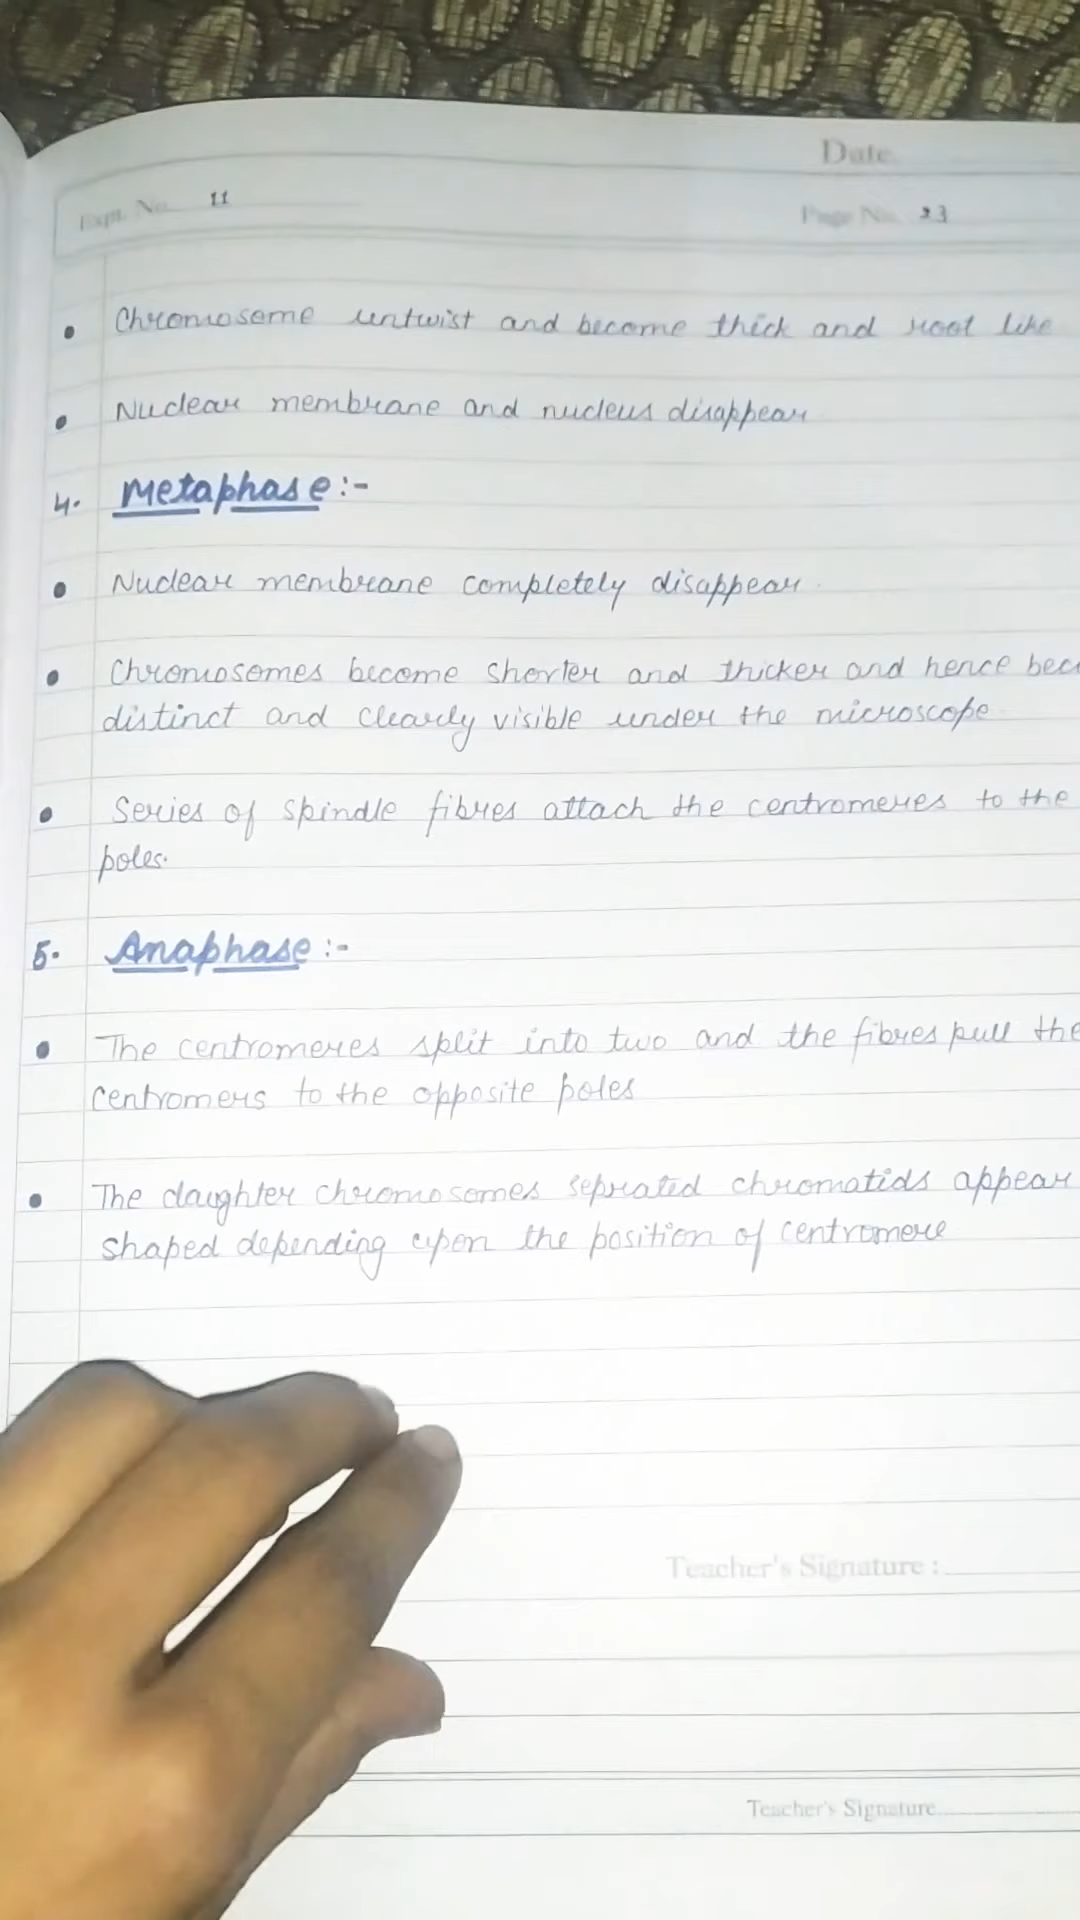 Date
Expt. No. 11
Page No. 23
• Chromosome untwist and become thick and root like
• Nuclear membrane and nucleus disappear
4. Metaphase :-
• Nuclear membrane completely disappear.
• Chromosomes become shorter and thicker and hence bec
distinct and clearly visible under the microscope.
• Series of spindle fibres attach the centromeres to the
poles.
5. Anaphase :-
• The centromeres split into two and the fibres pull the
centromers to the opposite poles
• The daughter chromosomes seprated chromatids appear
shaped depending upon the position of centromere
Teacher's Signature :
Teacher's Signature